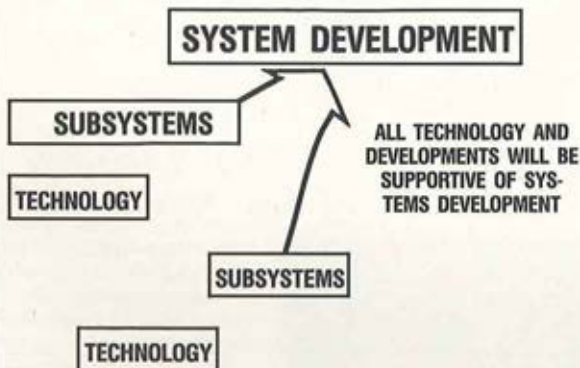 SYSTEM DEVELOPMENT
SUBSYSTEMS
ALL TECHNOLOGY AND
DEVELOPMENTS WILL BE
SUPPORTIVE OF SYS-
TEMS DEVELOPMENT
TECHNOLOGY
SUBSYSTEMS
TECHNOLOGY